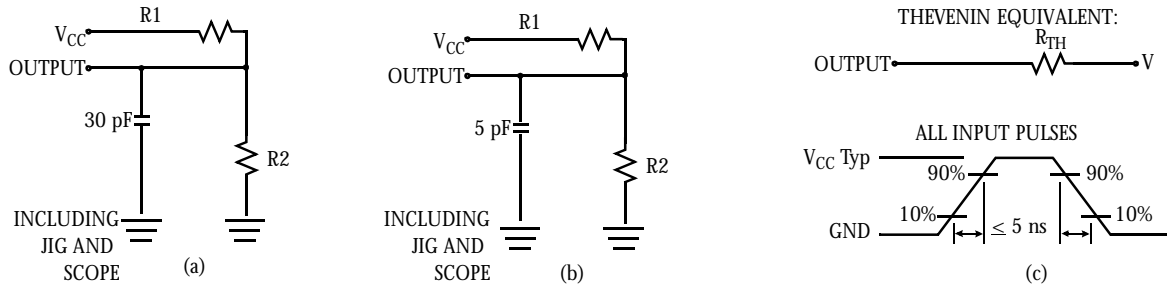 R1
VCC
OUTPUT
30 pF
R2
INCLUDING
JIG AND
SCOPE
(a)
R1
VCC
OUTPUT
5 pF
R2
INCLUDING
JIG AND
SCOPE
(b)
THEVENIN EQUIVALENT:
RTH
OUTPUT V
ALL INPUT PULSES
VCC Typ
90% 90%
10% 10%
GND ≤ 5 ns
(c)